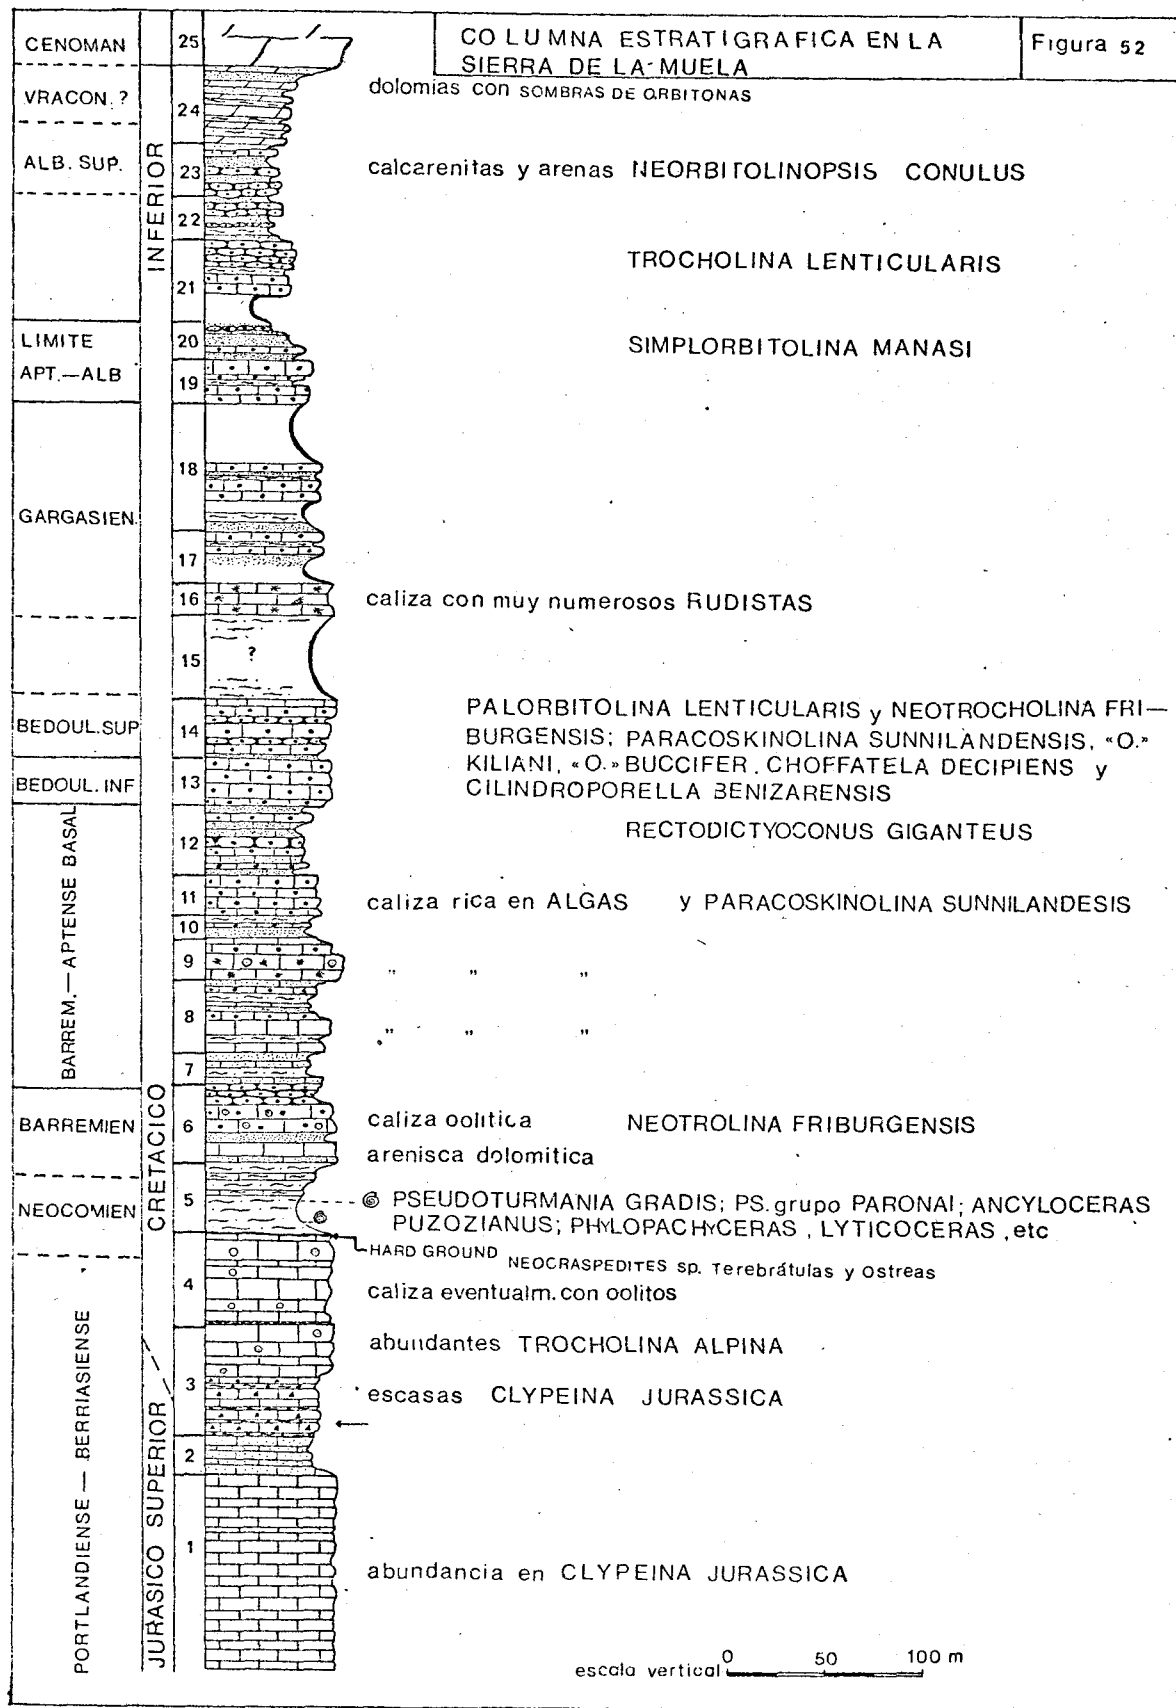 COLUMNA ESTRATIGRAFICA EN LA
SIERRA DE LA MUELA
Figura 52
CENOMAN
25
VRACON. ?
24
dolomias con SOMBRAS DE ORBITONAS
ALB. SUP.
23
calcarenitas y arenas NEORBITOLINOPSIS CONULUS
22
INFERIOR
21
TROCHOLINA LENTICULARIS
LIMITE
APT.—ALB
20
SIMPLORBITOLINA MANASI
19
18
GARGASIEN.
17
16
caliza con muy numerosos RUDISTAS
15
?
BEDOUL.SUP
14
PALORBITOLINA LENTICULARIS y NEOTROCHOLINA FRI—
BURGENSIS; PARACOSKINOLINA SUNNILANDENSIS, «O.»
KILIANI, «O.» BUCCIFER. CHOFFATELA DECIPIENS y
CILINDROPORELLA BENIZARENSIS
BEDOUL. INF
13
BARREM.— APTENSE BASAL
12
RECTODICTYOCONUS GIGANTEUS
11
caliza rica en ALGAS y PARACOSKINOLINA SUNNILANDESIS
10
9
" " "
8
" " "
7
CRETACICO
BARREMIEN
6
caliza oolitica NEOTROLINA FRIBURGENSIS
arenisca dolomitica
NEOCOMIEN
5
PSEUDOTURMANIA GRADIS; PS. grupo PARONAI; ANCYLOCERAS
PUZOZIANUS; PHYLOPACHYCERAS, LYTICOCERAS, etc
HARD GROUND
NEOCRASPEDITES sp. Terebrátulas y Ostreas
4
caliza eventualm. con oolitos
PORTLANDIENSE — BERRIASIENSE
JURASICO SUPERIOR
3
abundantes TROCHOLINA ALPINA
escasas CLYPEINA JURASSICA
2
1
abundancia en CLYPEINA JURASSICA
escala vertical 0 50 100 m